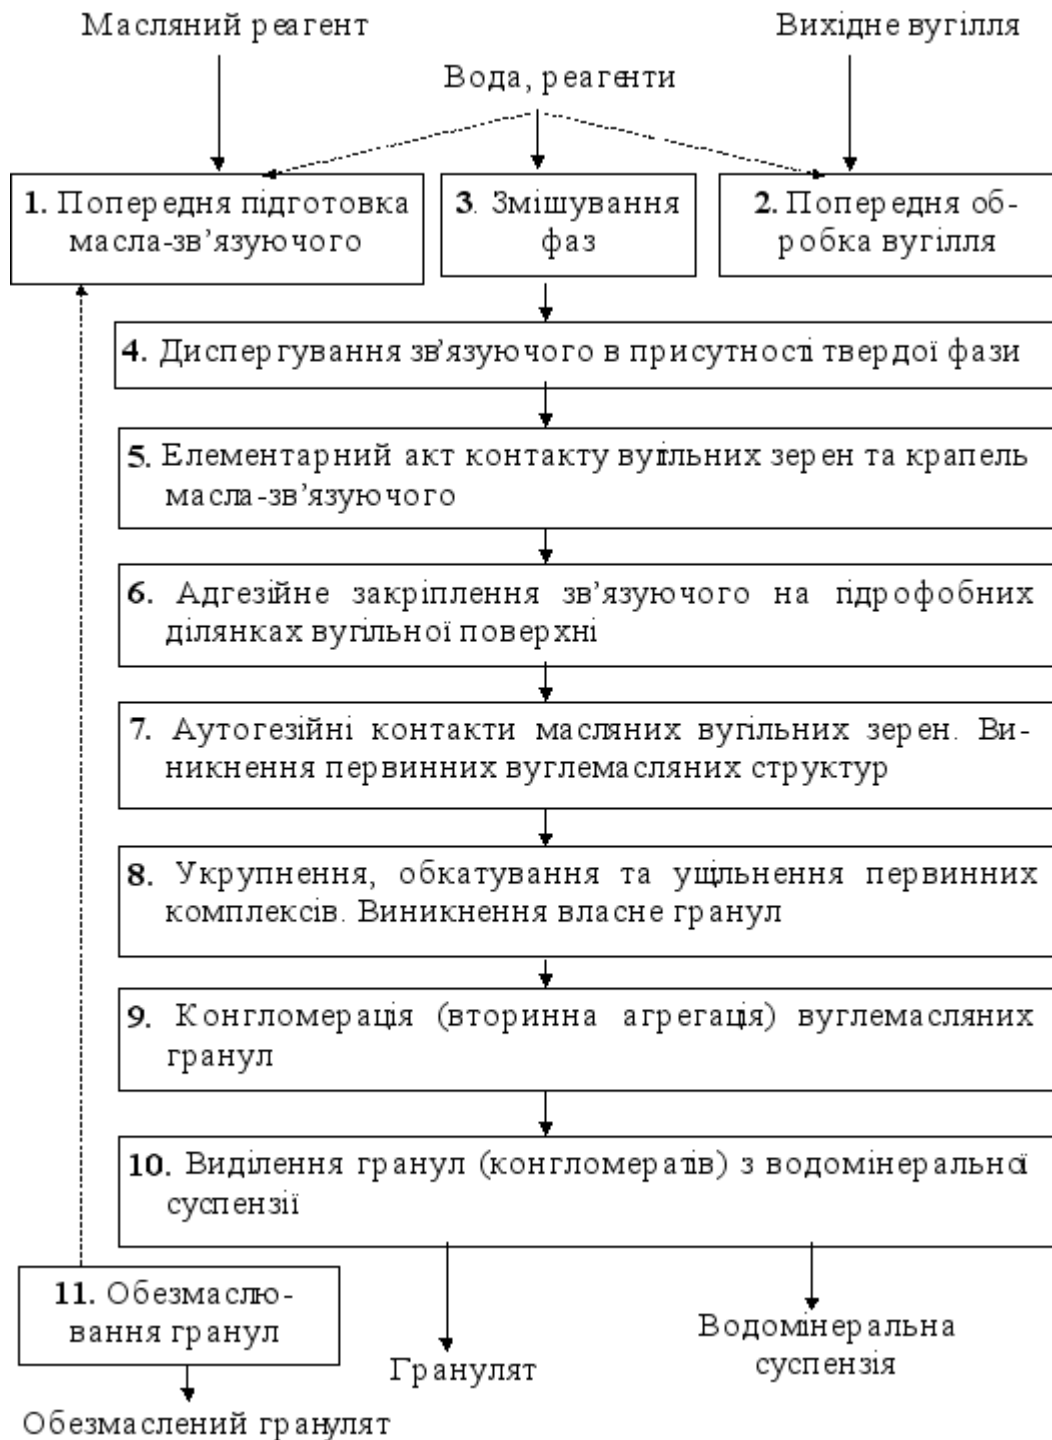 Масляний реагент
Вихідне вугілля
Вода, реагенти
1. Попередня підготовка
масла-зв’язуючого
3. Змішування
фаз
2. Попередня об-
робка вугілля
4. Диспергування зв’язуючого в присутності твердої фази
5. Елементарний акт контакту вугільних зерен та крапель
масла-зв’язуючого
6. Адгезійне закріплення зв’язуючого на гідрофобних
ділянках вугільної поверхні
7. Аутогезійні контакти масляних вугільних зерен. Ви-
никнення первинних вуглемасляних структур
8. Укрупнення, обкатування та ущільнення первинних
комплексів. Виникнення власне гранул
9. Конгломерація (вторинна агрегація) вуглемасляних
гранул
10. Виділення гранул (конгломератів) з водомінеральної
суспензії
11. Обезмаслю-
вання гранул
Гранулят
Водомінеральна
суспензія
Обезмаслений гранулят